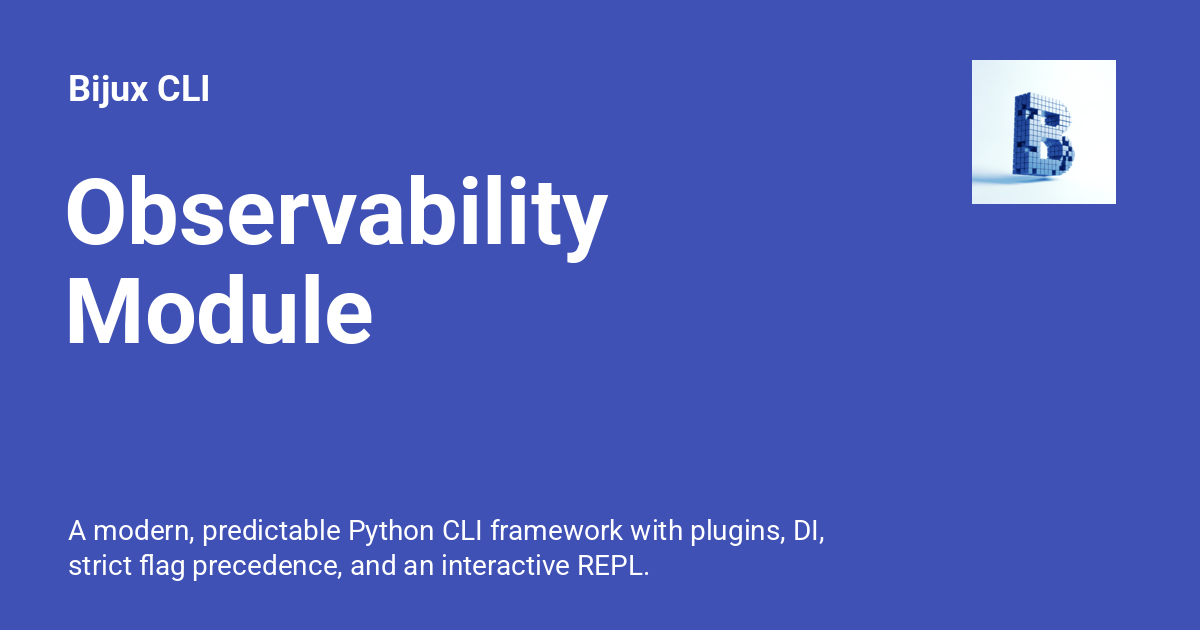 Bijux CLI
B
Observability
Module
A modern, predictable Python CLI framework with plugins, DI,
strict flag precedence, and an interactive REPL.